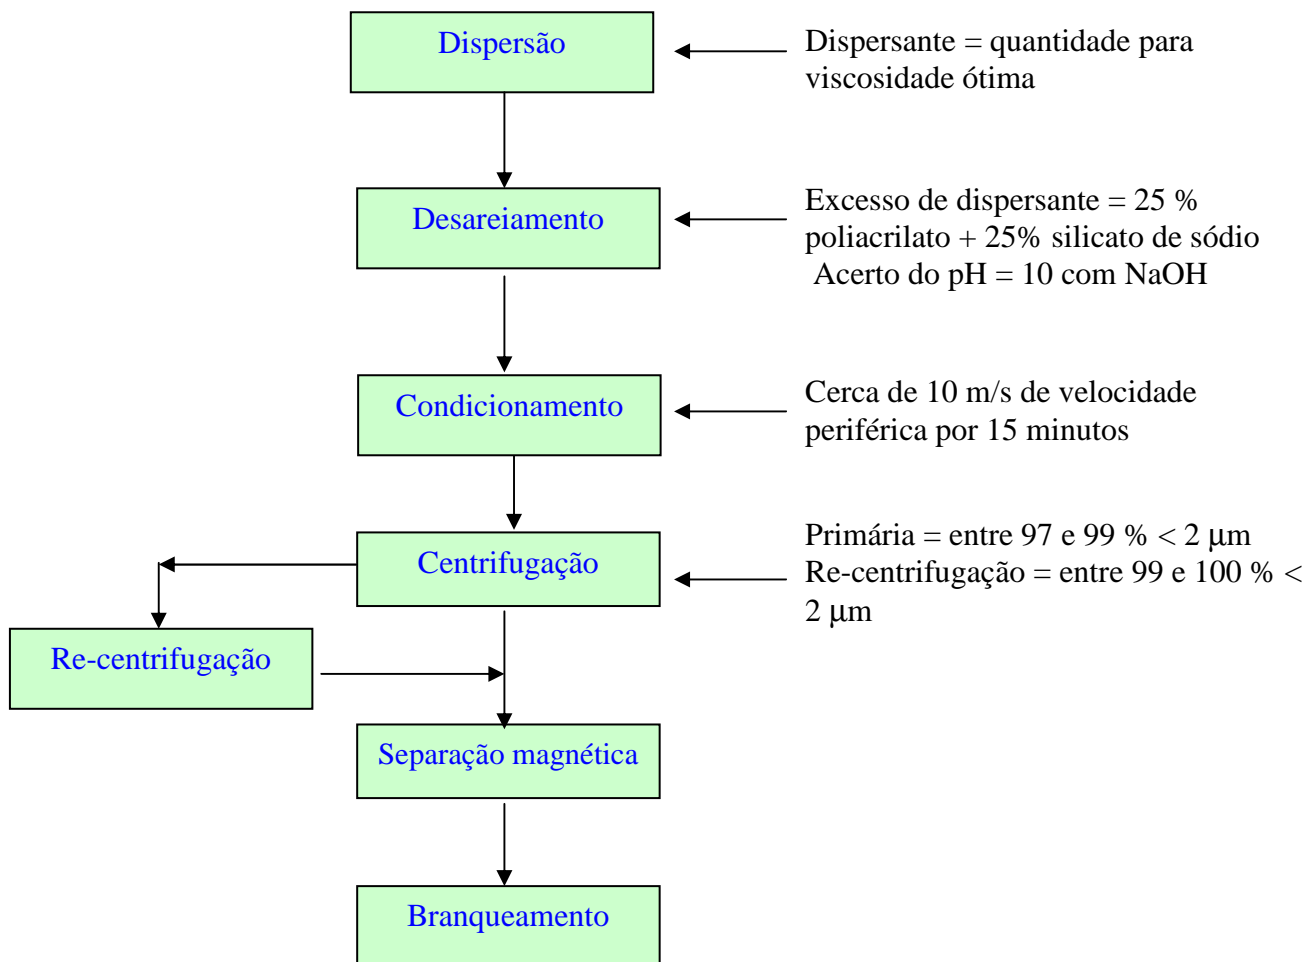 Dispersão
Dispersante = quantidade para
viscosidade ótima
Desareiamento
Excesso de dispersante = 25 %
poliacrilato + 25% silicato de sódio
Acerto do pH = 10 com NaOH
Condicionamento
Cerca de 10 m/s de velocidade
periférica por 15 minutos
Centrifugação
Primária = entre 97 e 99 % < 2 μm
Re-centrifugação = entre 99 e 100 % <
2 μm
Re-centrifugação
Separação magnética
Branqueamento